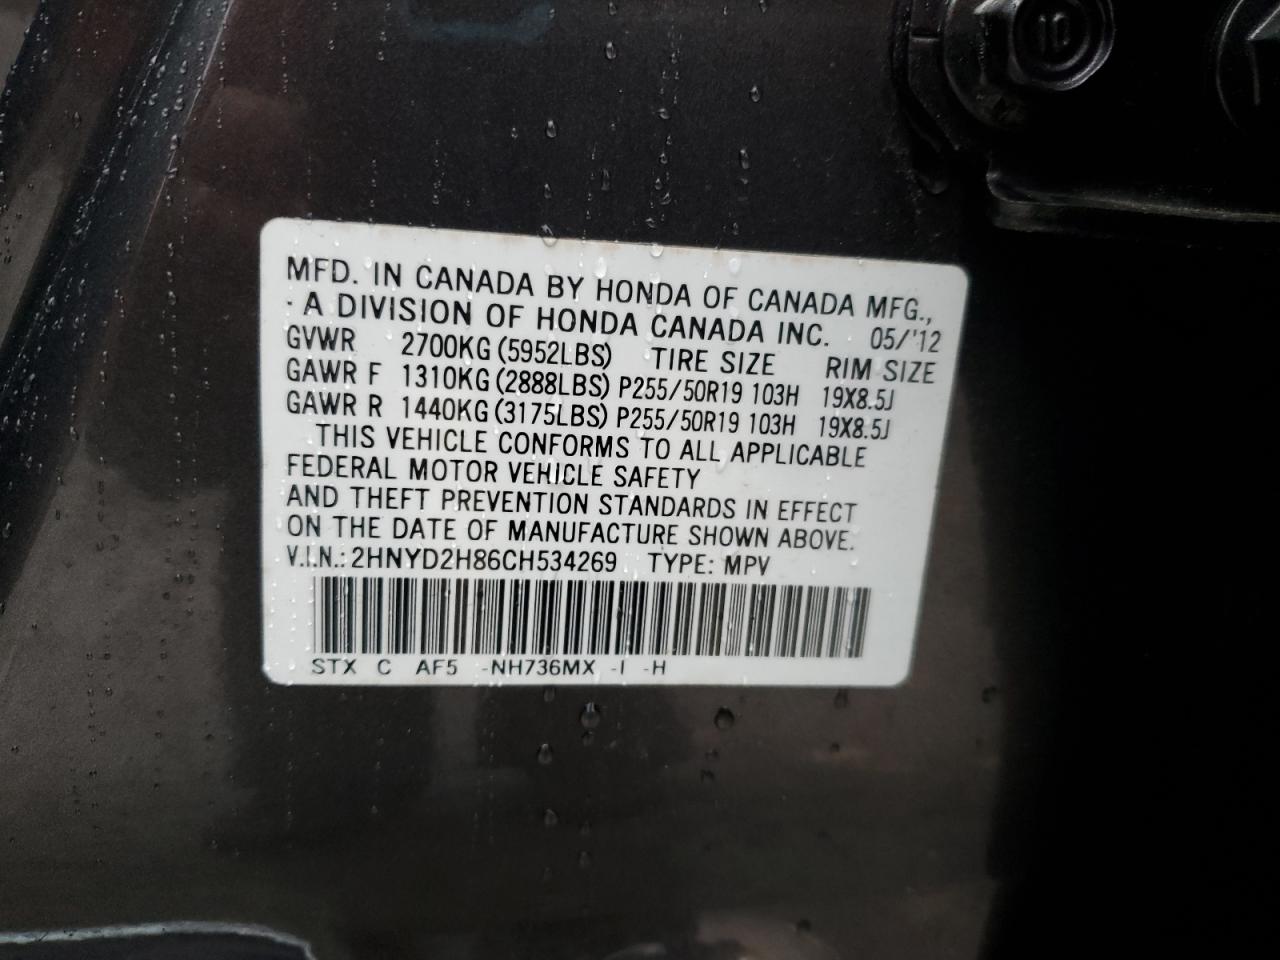 10
MFD. IN CANADA BY HONDA OF CANADA MFG.,
A DIVISION OF HONDA CANADA INC. 05/'12
GVWR 2700KG (5952LBS) TIRE SIZE RIM SIZE
GAWR F 1310KG (2888LBS) P255/50R19 103H 19X8.5J
GAWR R 1440KG (3175LBS) P255/50R19 103H 19X8.5J
THIS VEHICLE CONFORMS TO ALL APPLICABLE
FEDERAL MOTOR VEHICLE SAFETY
AND THEFT PREVENTION STANDARDS IN EFFECT
ON THE DATE OF MANUFACTURE SHOWN ABOVE.
V.I.N.: 2HNYD2H86CH534269 TYPE: MPV
STX C AF5 -NH736MX -I -H